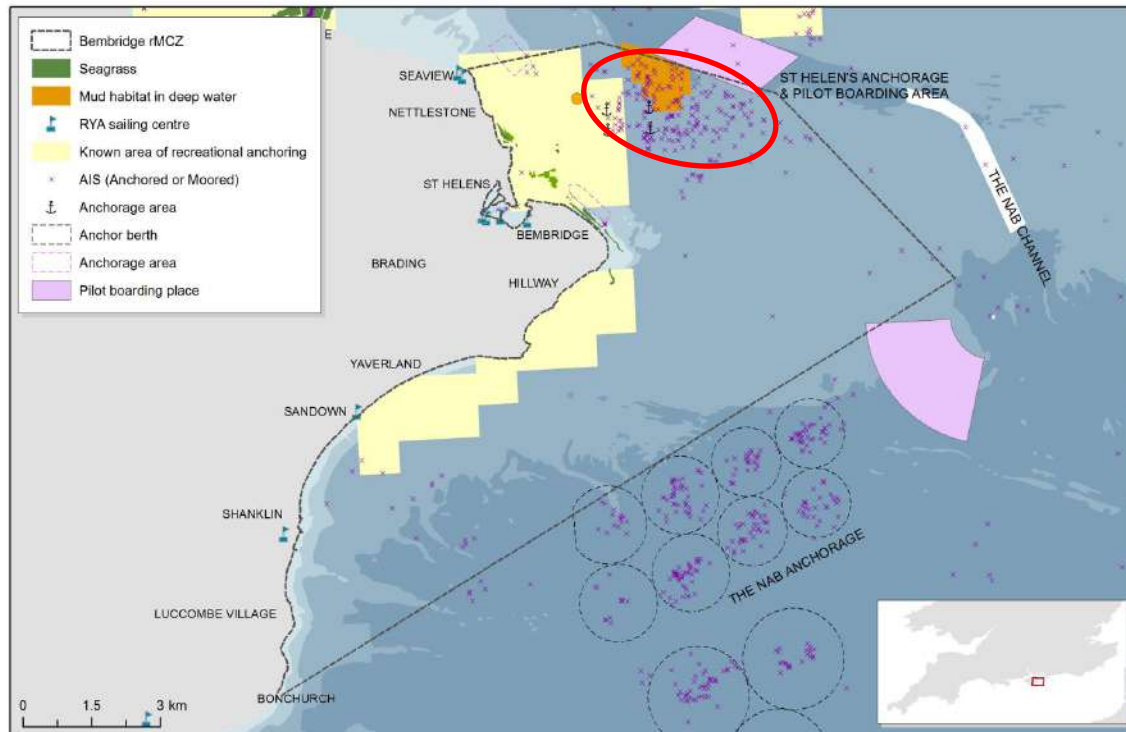 Bembridge rMCZ
Seagrass
Mud habitat in deep water
RYA sailing centre
Known area of recreational anchoring
AIS (Anchored or Moored)
Anchorage area
Anchor berth
Anchorage area
Pilot boarding place
E
SEAVIEW
NETTLESTONE
ST HELENS
BEMBRIDGE
BRADING
HILLWAY
YAVERLAND
SANDOWN
SHANKLIN
LUCCOMBE VILLAGE
BONCHURCH
ST HELEN'S ANCHORAGE
& PILOT BOARDING AREA
THE NAB CHANNEL
THE NAB ANCHORAGE
0 1.5 3 km